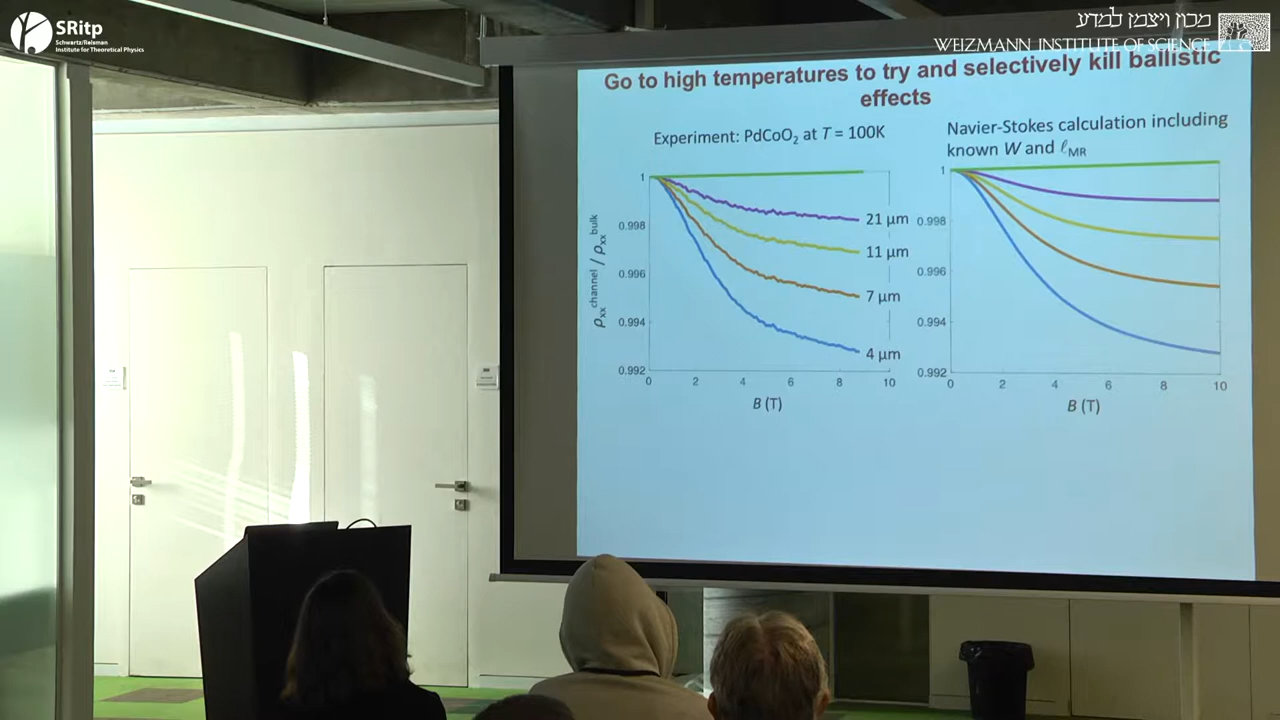 SRitp
Schwartz/Reisman
Institute for Theoretical Physics
מכון ויצמן למדע
WEIZMANN INSTITUTE OF SCIENCE
Go to high temperatures to try and selectively kill ballistic
effects
Experiment: PdCoO₂ at T = 100K
1
0.998
0.996
0.994
0.992
ρxx^channel / ρxx^bulk
0 2 4 6 8 10
B (T)
21 μm
11 μm
7 μm
4 μm
Navier-Stokes calculation including
known W and ℓMR
1
0.998
0.996
0.994
0.992
0 2 4 6 8 10
B (T)